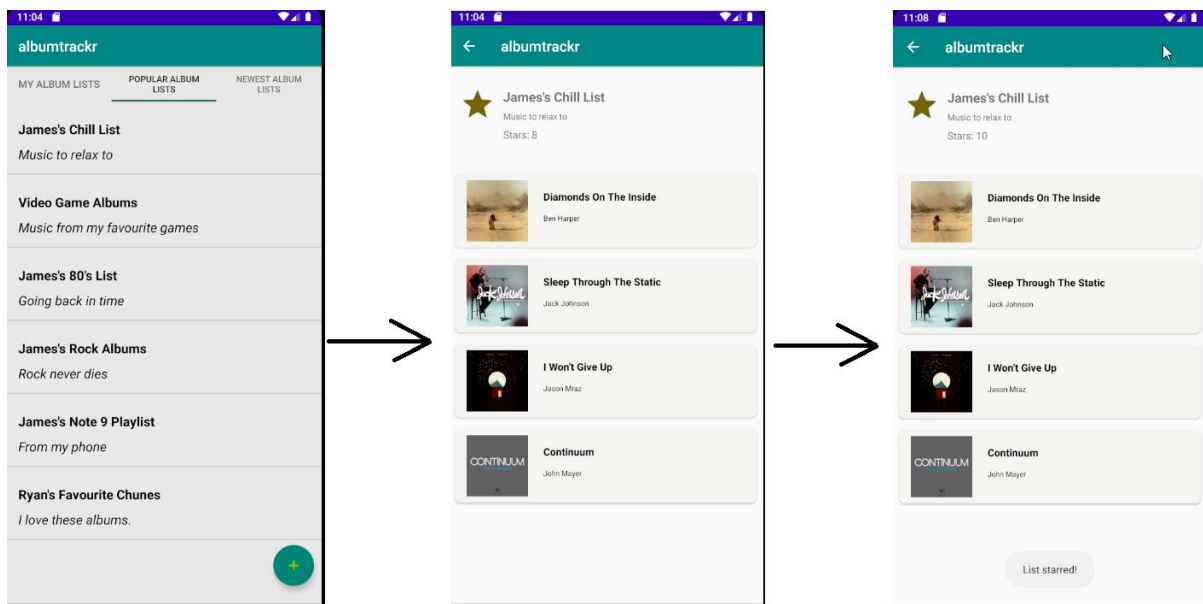 11:04
albumtrackr
MY ALBUM LISTS
POPULAR ALBUM
LISTS
NEWEST ALBUM
LISTS
James's Chill List
Music to relax to
Video Game Albums
Music from my favourite games
James's 80's List
Going back in time
James's Rock Albums
Rock never dies
James's Note 9 Playlist
From my phone
Ryan's Favourite Chunes
I love these albums.
+
11:04
albumtrackr
James's Chill List
Music to relax to
Stars: 8
Diamonds On The Inside
Ben Harper
Sleep Through The Static
Jack Johnson
Jack Johnson
I Won't Give Up
Jason Mraz
CONTINUUM
Continuum
John Mayer
11:08
albumtrackr
James's Chill List
Music to relax to
Stars: 10
Diamonds On The Inside
Ben Harper
Sleep Through The Static
Jack Johnson
Jack Johnson
I Won't Give Up
Jason Mraz
CONTINUUM
Continuum
John Mayer
List starred!